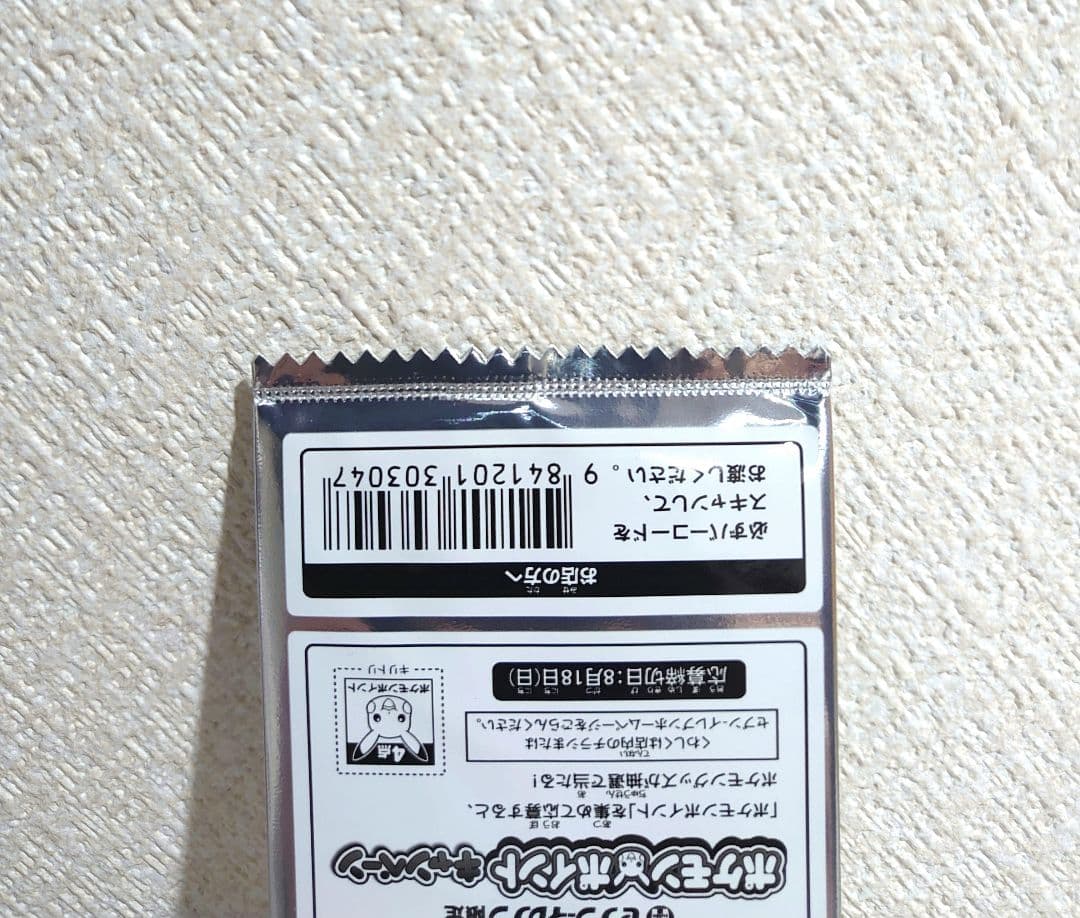 セブン-イレブン限定
ポケモンポイントキャンペーン
「ポケモンポイント」を集めて応募すると、
ポケモングッズが抽選で当たる!
くわしくは店内のチラシまたは
セブン-イレブンホームページをごらんください。
応募締切日:8月18日(日)
4点
ポケモンポイント
キリトリ
お店の方へ
必ずバーコードを
スキャンして、
お渡しください。
9 841201 303047